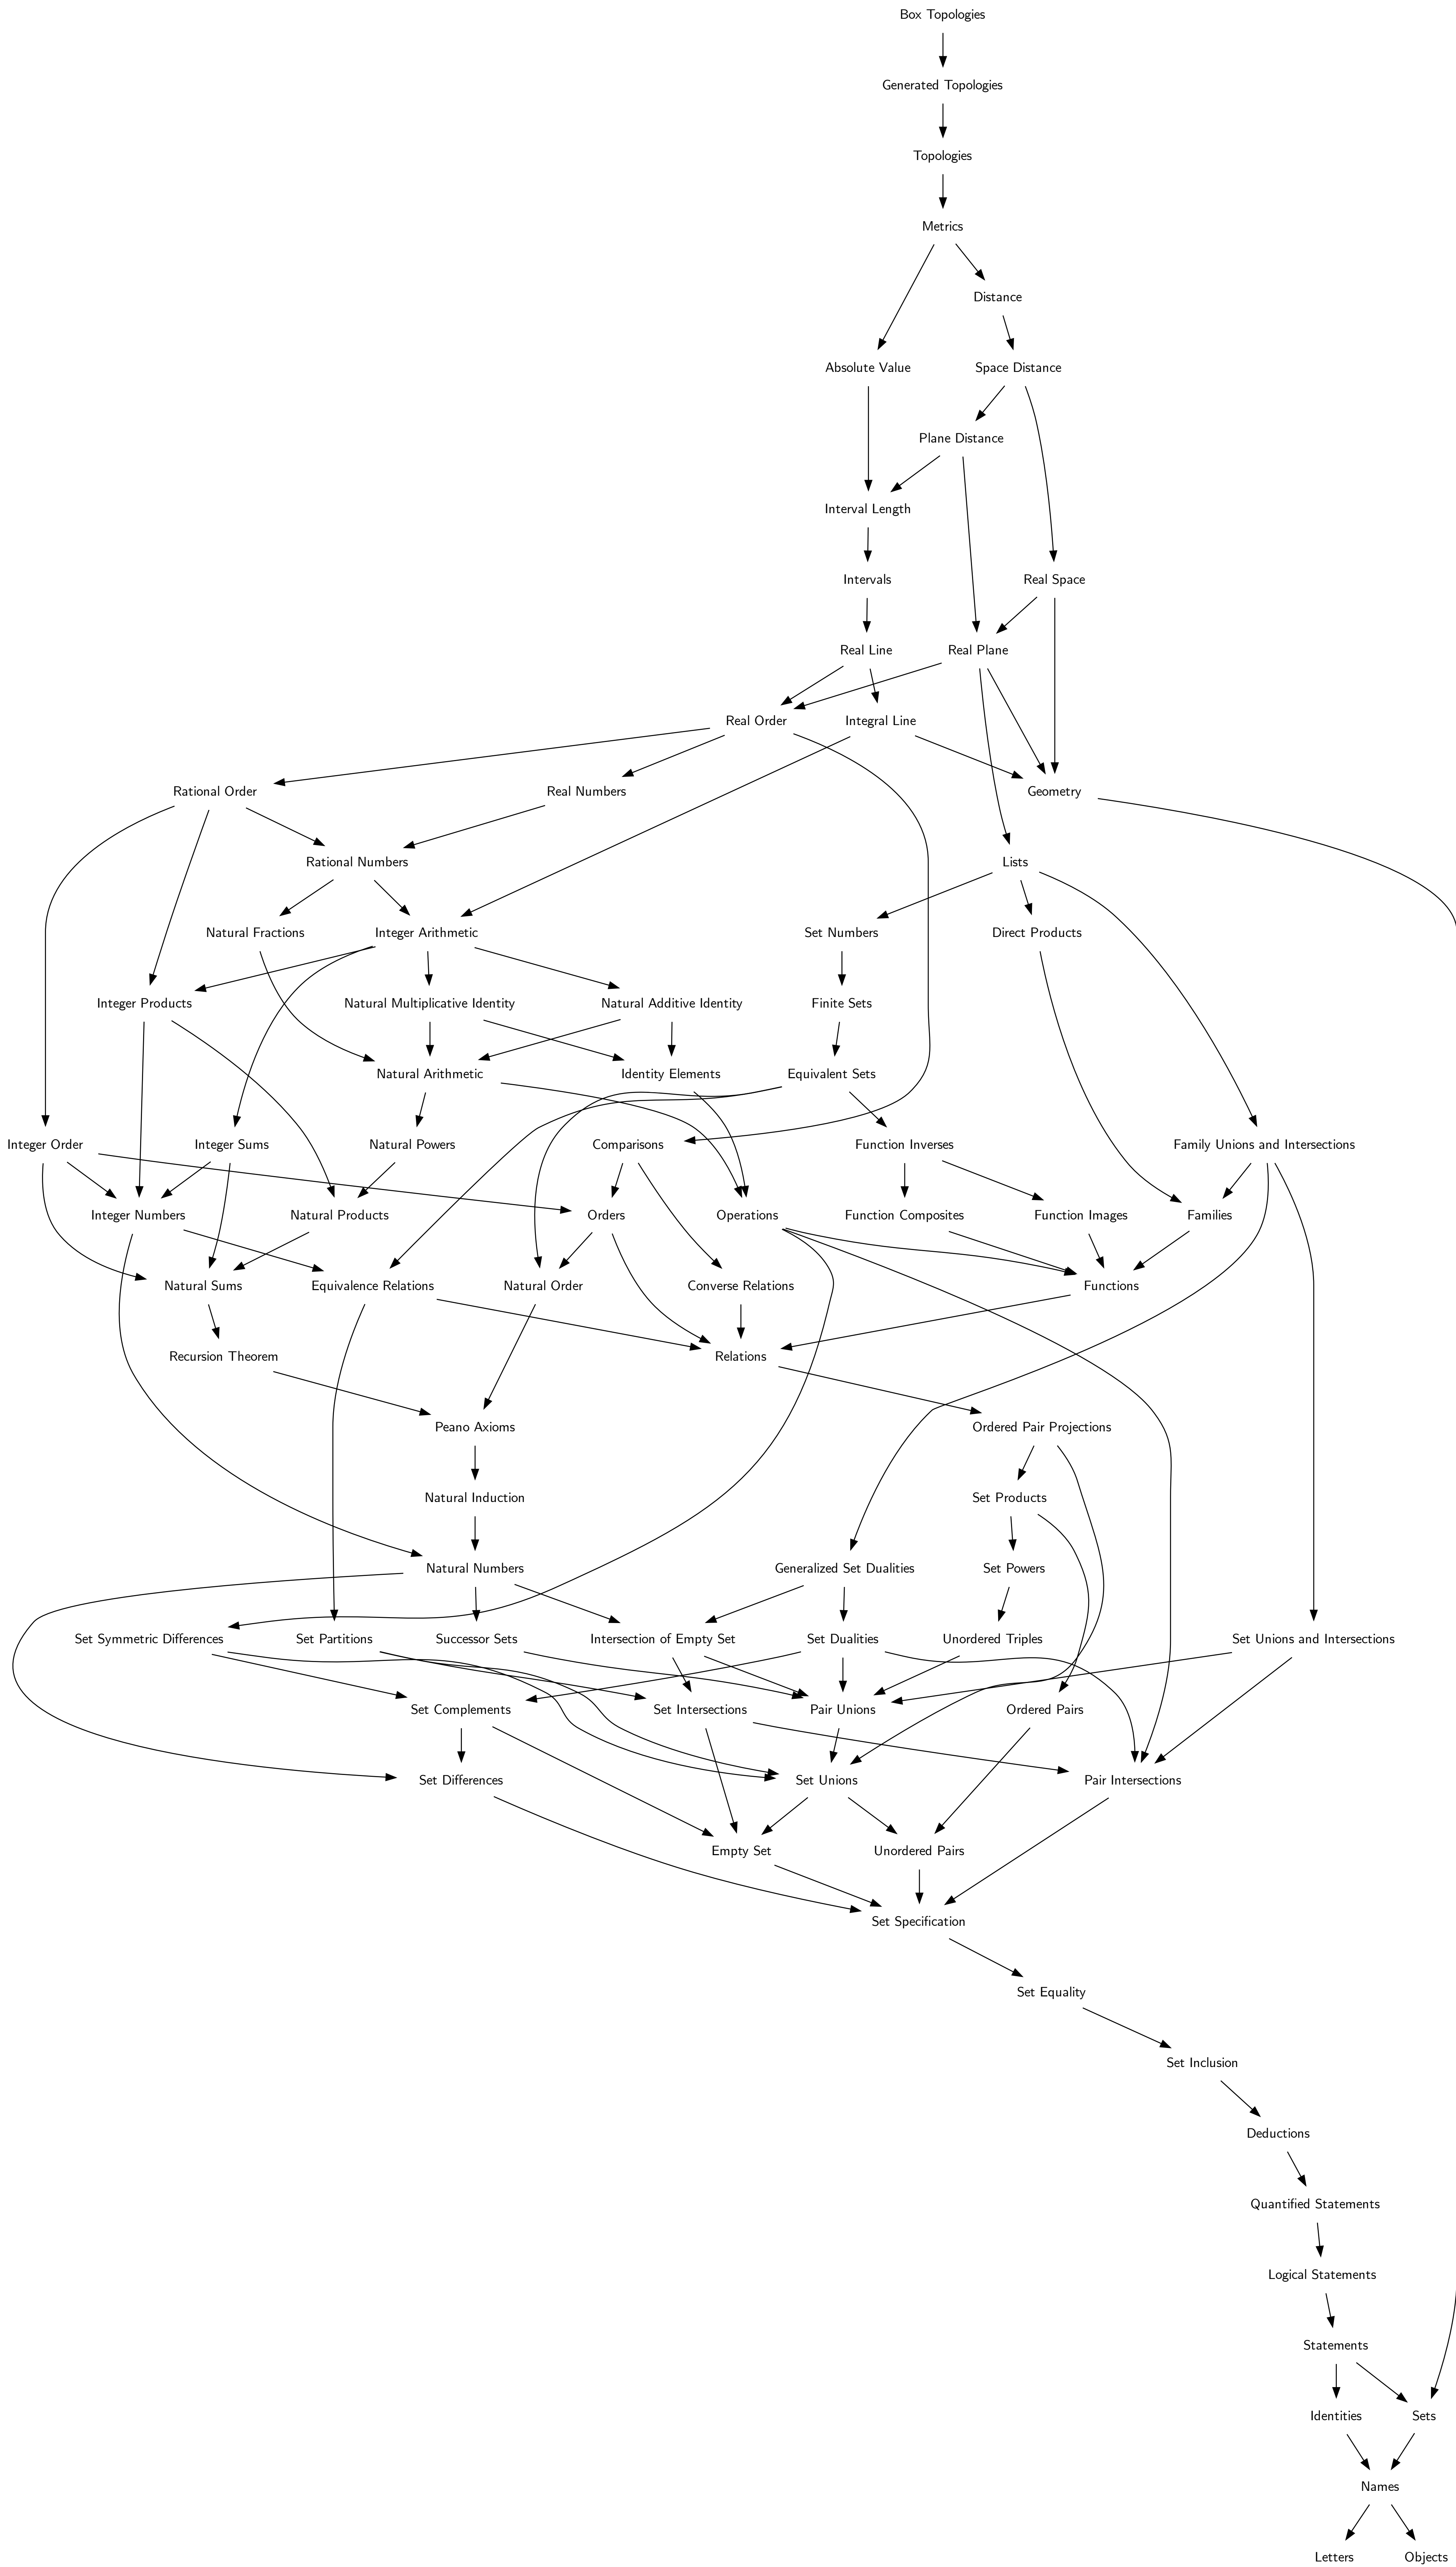 Box Topologies
Generated Topologies
Topologies
Metrics
Distance
Absolute Value
Space Distance
Plane Distance
Interval Length
Intervals
Real Space
Real Line
Real Plane
Real Order
Integral Line
Rational Order
Real Numbers
Geometry
Rational Numbers
Lists
Natural Fractions
Integer Arithmetic
Set Numbers
Direct Products
Integer Products
Natural Multiplicative Identity
Natural Additive Identity
Finite Sets
Natural Arithmetic
Identity Elements
Equivalent Sets
Integer Order
Integer Sums
Natural Powers
Comparisons
Function Inverses
Family Unions and Intersections
Integer Numbers
Natural Products
Orders
Operations
Function Composites
Function Images
Families
Natural Sums
Equivalence Relations
Natural Order
Converse Relations
Functions
Recursion Theorem
Relations
Peano Axioms
Ordered Pair Projections
Natural Induction
Set Products
Natural Numbers
Generalized Set Dualities
Set Powers
Set Symmetric Differences
Set Partitions
Successor Sets
Intersection of Empty Set
Set Dualities
Unordered Triples
Set Unions and Intersections
Set Complements
Set Intersections
Pair Unions
Ordered Pairs
Set Differences
Set Unions
Pair Intersections
Empty Set
Unordered Pairs
Set Specification
Set Equality
Set Inclusion
Deductions
Quantified Statements
Logical Statements
Statements
Identities
Sets
Names
Letters
Objects